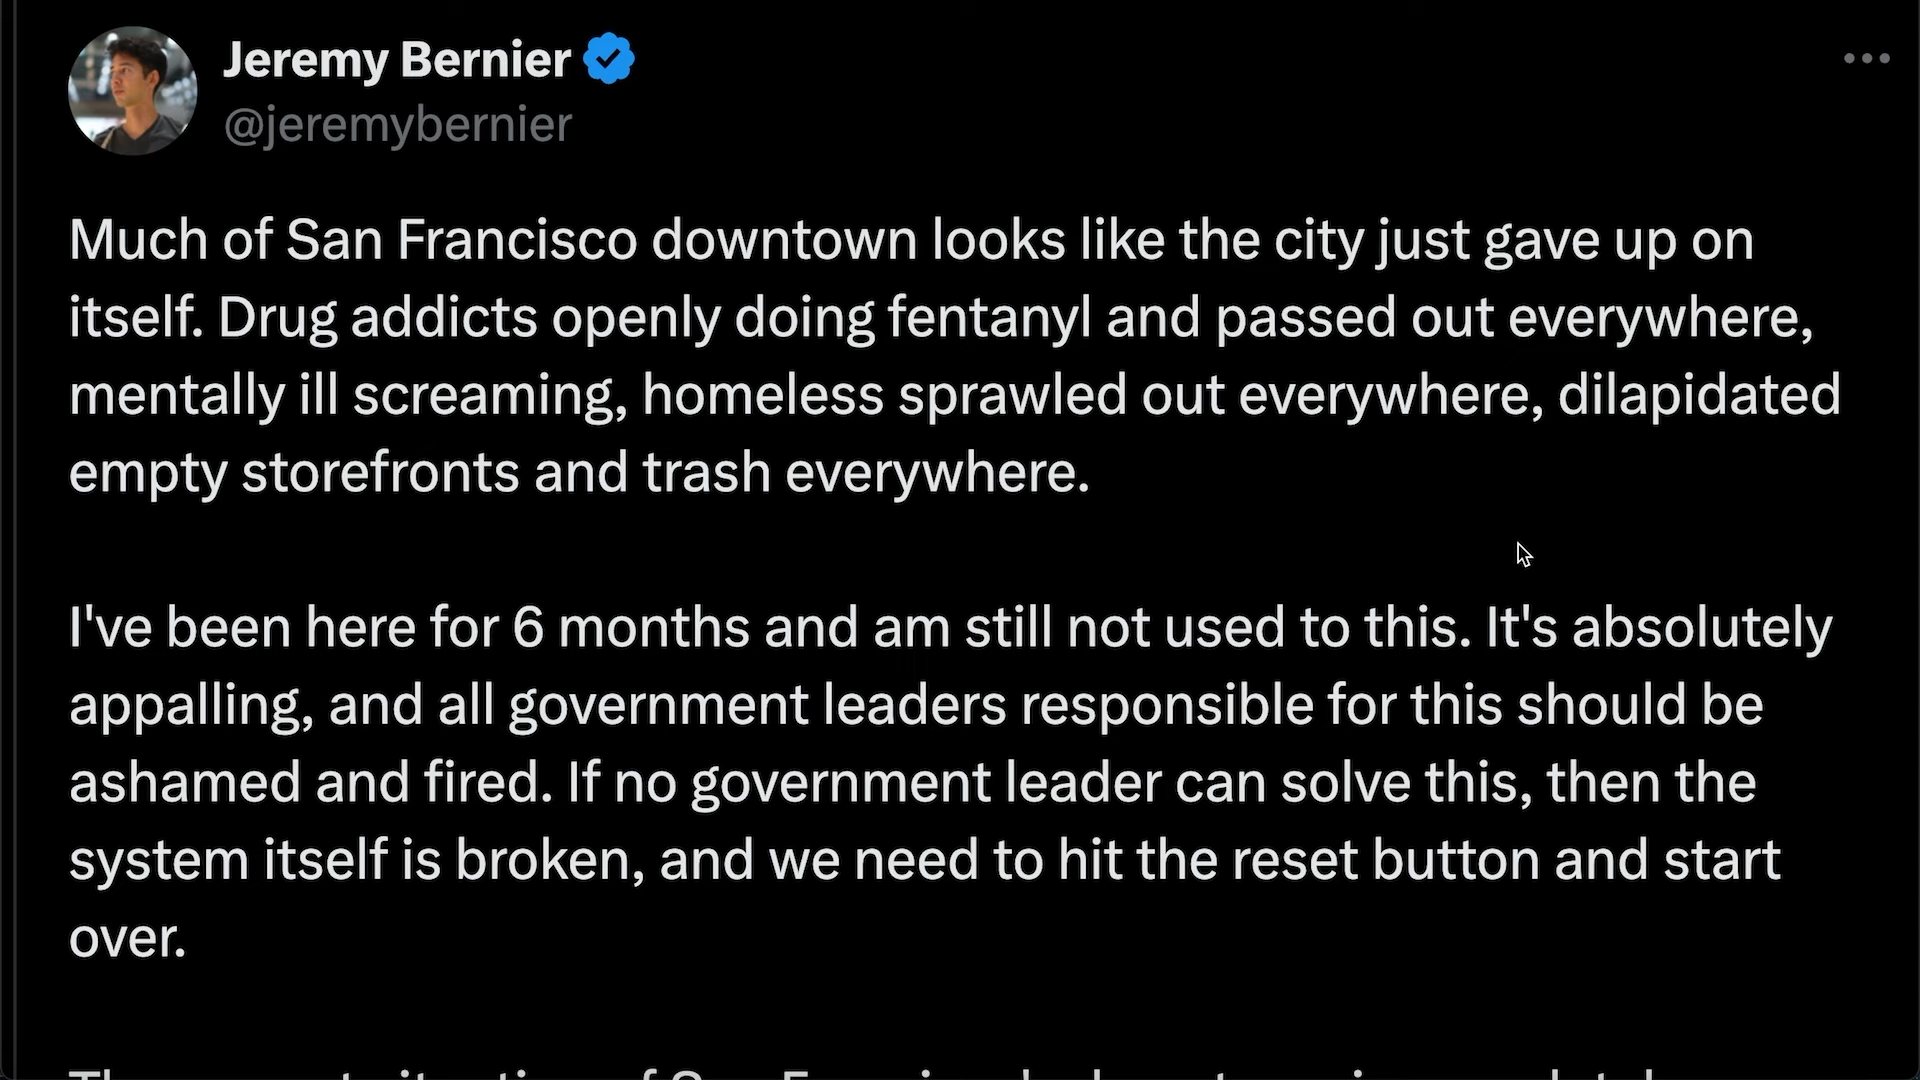 Jeremy Bernier
@jeremybernier
Much of San Francisco downtown looks like the city just gave up on
itself. Drug addicts openly doing fentanyl and passed out everywhere,
mentally ill screaming, homeless sprawled out everywhere, dilapidated
empty storefronts and trash everywhere.
I've been here for 6 months and am still not used to this. It's absolutely
appalling, and all government leaders responsible for this should be
ashamed and fired. If no government leader can solve this, then the
system itself is broken, and we need to hit the reset button and start
over.